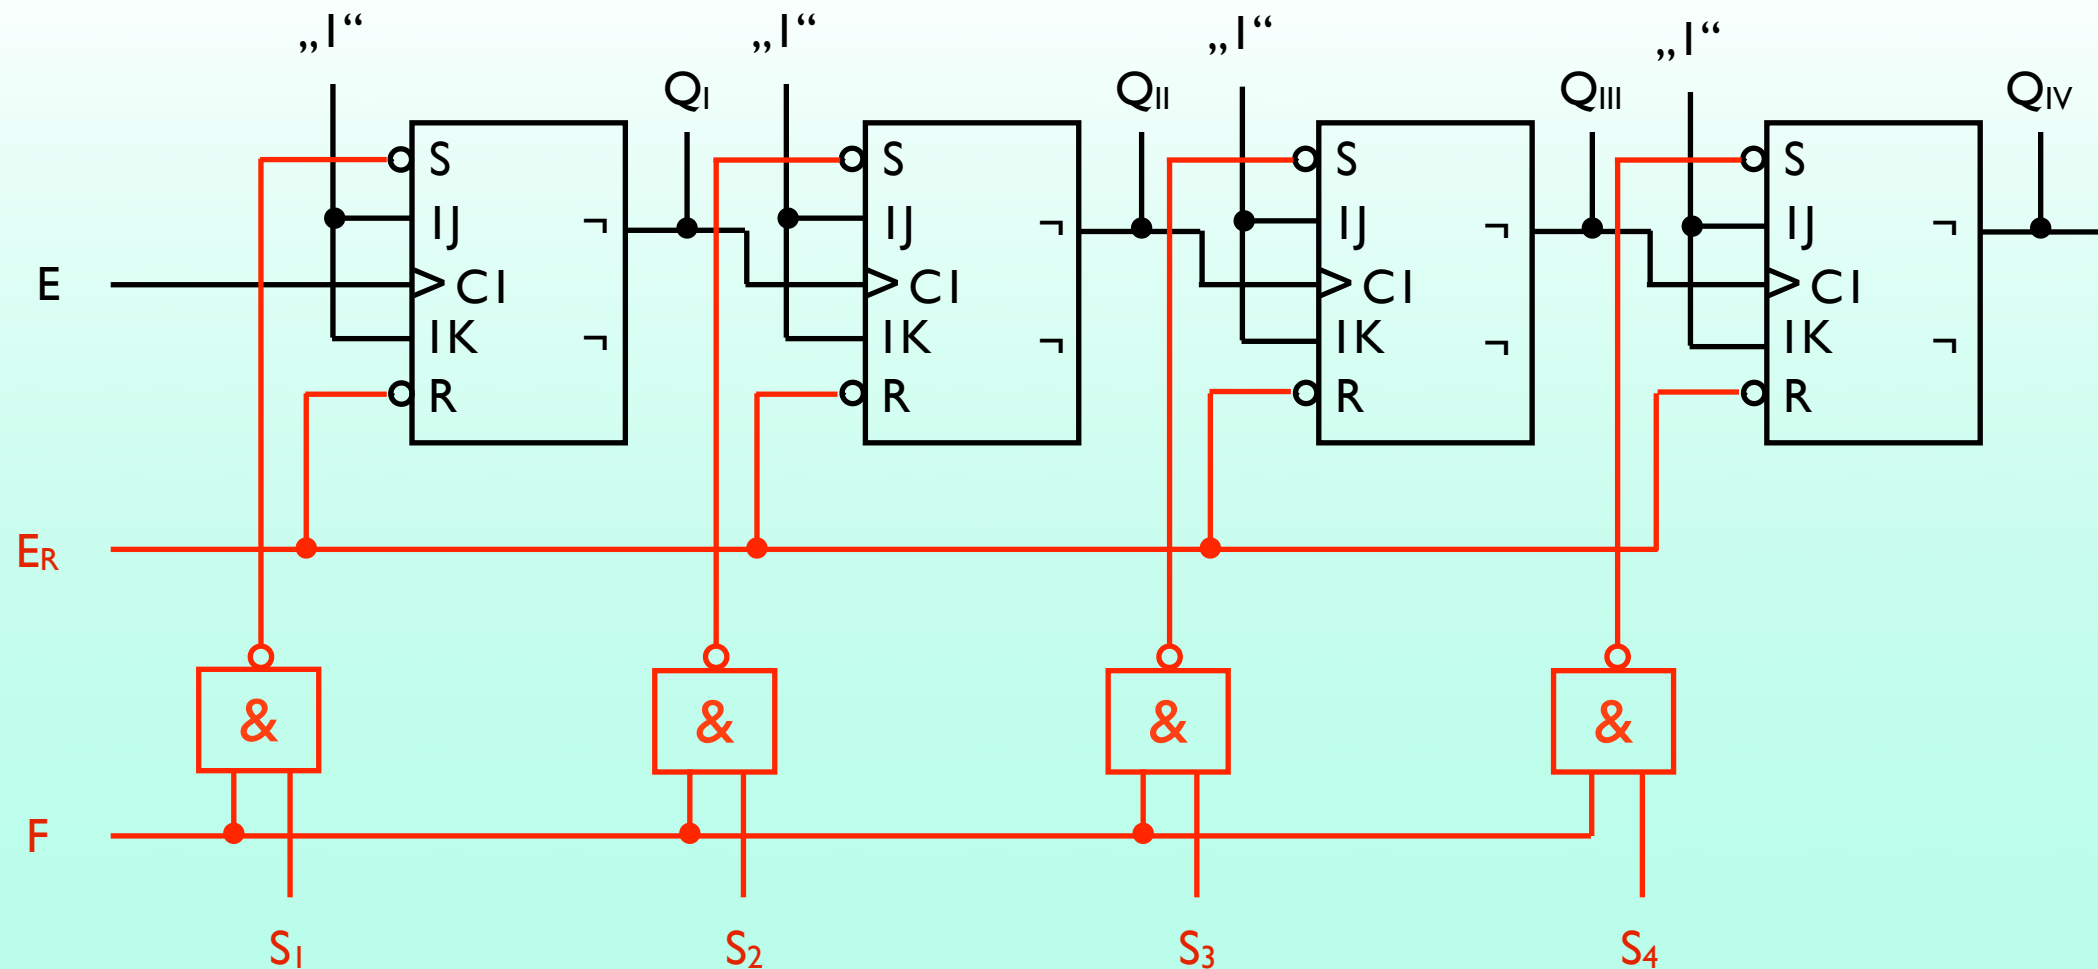 „1“ „1“ „1“ „1“
Q1 QII QIII QIV
S S S S
1J ¬ 1J ¬ 1J ¬ 1J ¬
E C1 C1 C1 C1
1K ¬ 1K ¬ 1K ¬ 1K ¬
R R R R
ER
& & & &
F
S1 S2 S3 S4